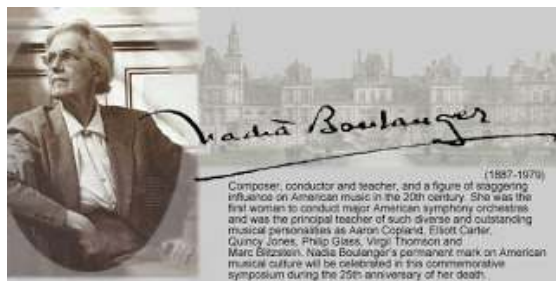 Nadia Boulanger
(1887-1979)
Composer, conductor and teacher, and a figure of staggering
influence on American music in the 20th century. She was the
first woman to conduct major American symphony orchestras
and was the principal teacher of such diverse and outstanding
musical personalities as Aaron Copland, Elliott Carter,
Quincy Jones, Philip Glass, Virgil Thomson and
Marc Blitzstein. Nadia Boulanger's permanent mark on American
musical culture will be celebrated in this commemorative
symposium during the 25th anniversary of her death.